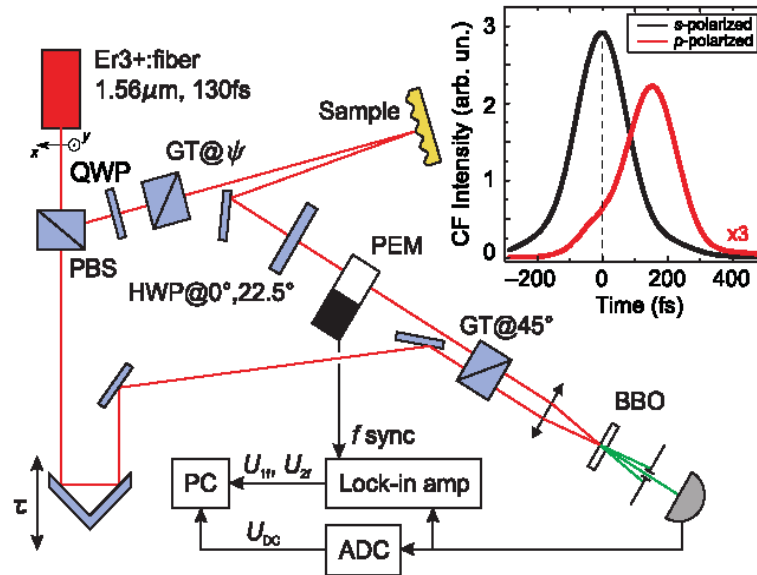 Er3+:fiber
1.56μm, 130fs
x
y
QWP
GT@ψ
Sample
PBS
HWP@0°,22.5°
PEM
GT@45°
BBO
f sync
τ
PC
U1f, U2f
Lock-in amp
UDC
ADC
s-polarized
p-polarized
CF Intensity (arb. un.)
3
2
1
0
x3
−200
0
200
400
Time (fs)